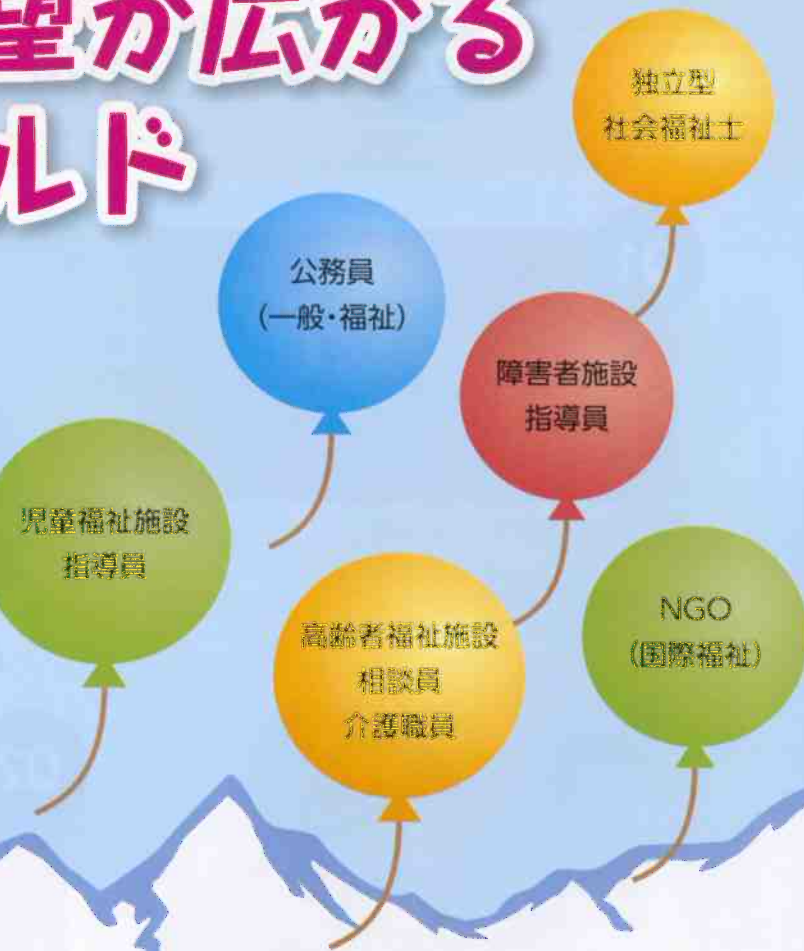 望が広がる
ルド
独立型
社会福祉士
公務員
(一般・福祉)
障害者施設
指導員
児童福祉施設
指導員
高齢者福祉施設
相談員
介護職員
NGO
(国際福祉)